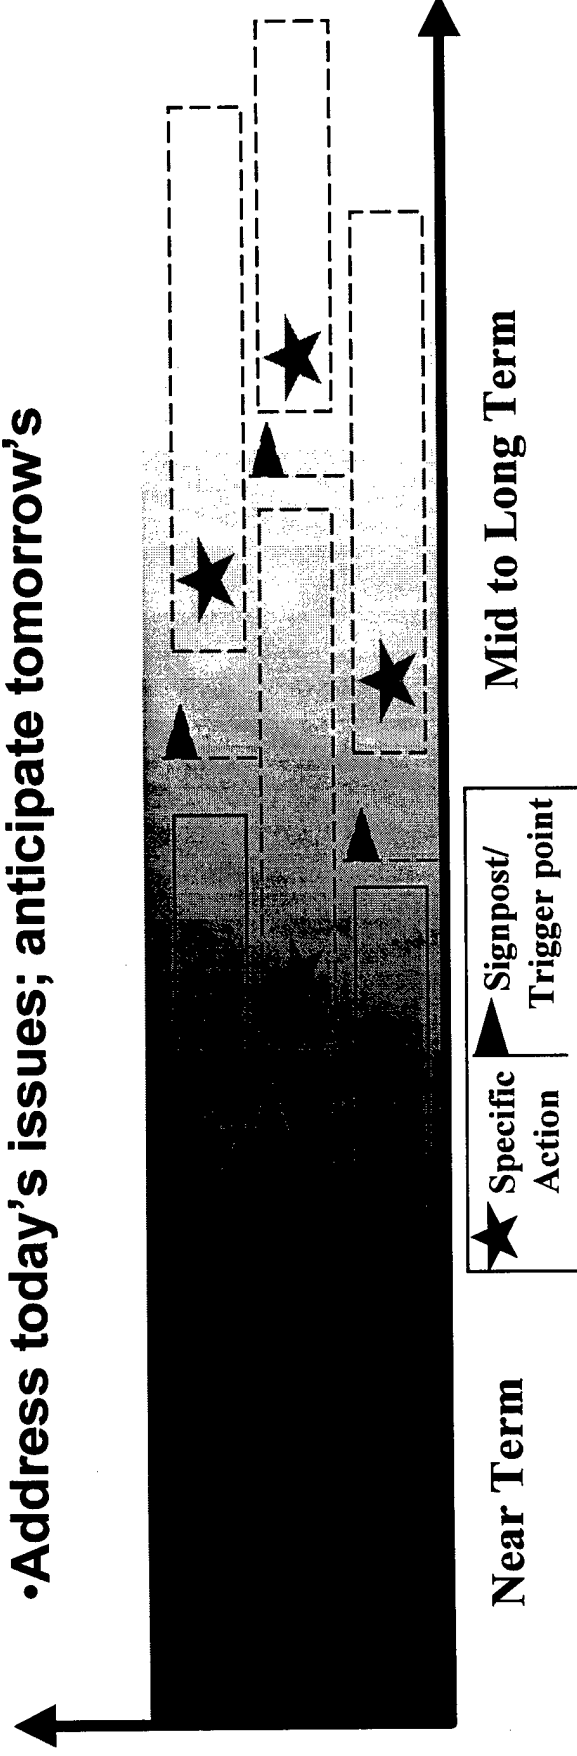 •Address today's issues; anticipate tomorrow's
Near Term
Mid to Long Term
Specific
Action
Signpost/
Trigger point